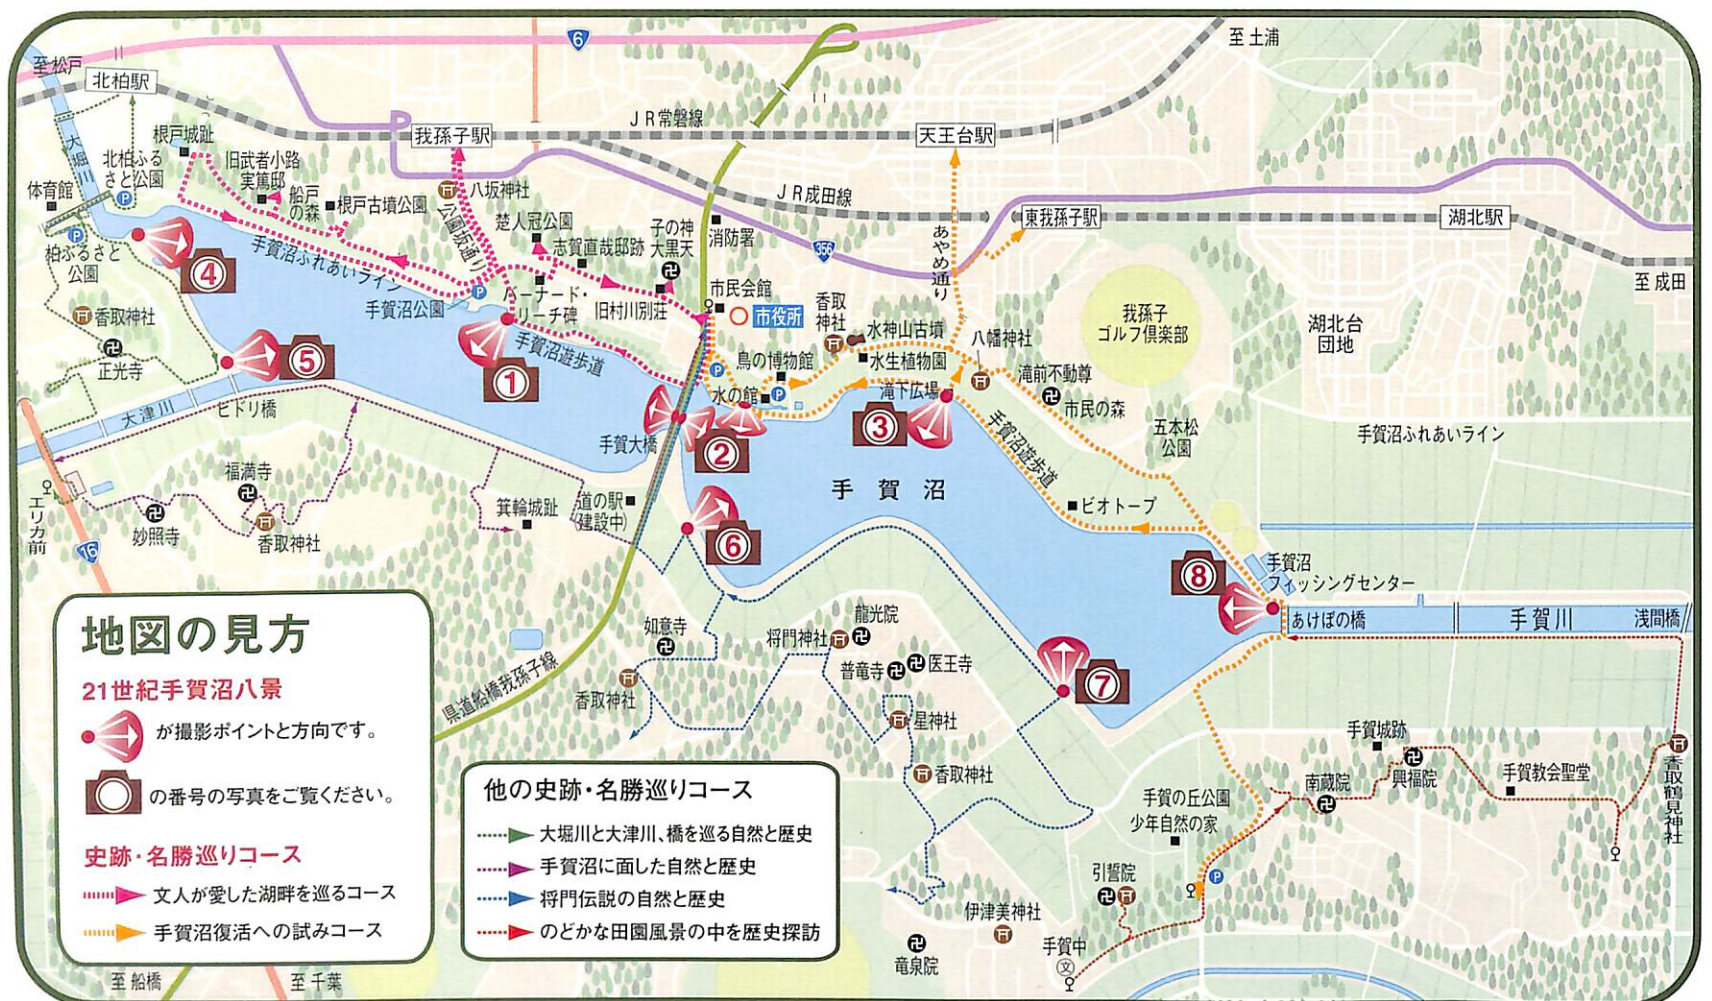 6
至 土浦
至 松戸
北柏駅
JR常磐線
我孫子駅
天王台駅
大堀川
根戸城趾
北柏ふる
さと公園
旧武者小路
実篤邸
体育館
船戸
の森
根戸古墳公園
八坂神社
公園坂通り
楚人冠公園
志賀直哉邸跡
子の神
大黒天
消防署
JR成田線
356
あやめ通り
東我孫子駅
湖北駅
至 成田
柏ふるさと
公園
手賀沼ふれあいライン
手賀沼公園
バーナード・
リーチ碑
旧村川別荘
市民会館
市役所
香取
神社
水神山古墳
水生植物園
鳥の博物館
水の館
八幡神社
滝前不動尊
市民の森
滝下広場
我孫子
ゴルフ倶楽部
湖北台
団地
五本松
公園
手賀沼ふれあいライン
香取神社
正光寺
4
5
1
手賀沼遊歩道
大津川
ヒドリ橋
手賀大橋
2
3
手賀沼遊歩道
手賀沼
ビオトープ
福満寺
妙照寺
香取神社
エリカ前
16
箕輪城趾
道の駅
(建設中)
6
8
手賀沼
フィッシングセンター
あけぼの橋
手賀川
浅間橋
如意寺
将門神社
龍光院
普竜寺
医王寺
7
香取神社
県道船橋我孫子線
星神社
香取神社
手賀城跡
南蔵院
興福院
手賀教会聖堂
香取鶴見神社
手賀の丘公園
少年自然の家
引誓院
伊津美神社
竜泉院
手賀中
文
地図の見方
21世紀手賀沼八景
が撮影ポイントと方向です。
の番号の写真をご覧ください。
史跡・名勝巡りコース
文人が愛した湖畔を巡るコース
手賀沼復活への試みコース
他の史跡・名勝巡りコース
大堀川と大津川、橋を巡る自然と歴史
手賀沼に面した自然と歴史
将門伝説の自然と歴史
のどかな田園風景の中を歴史探訪
至 船橋
至 千葉
P
P
P
P
P
P